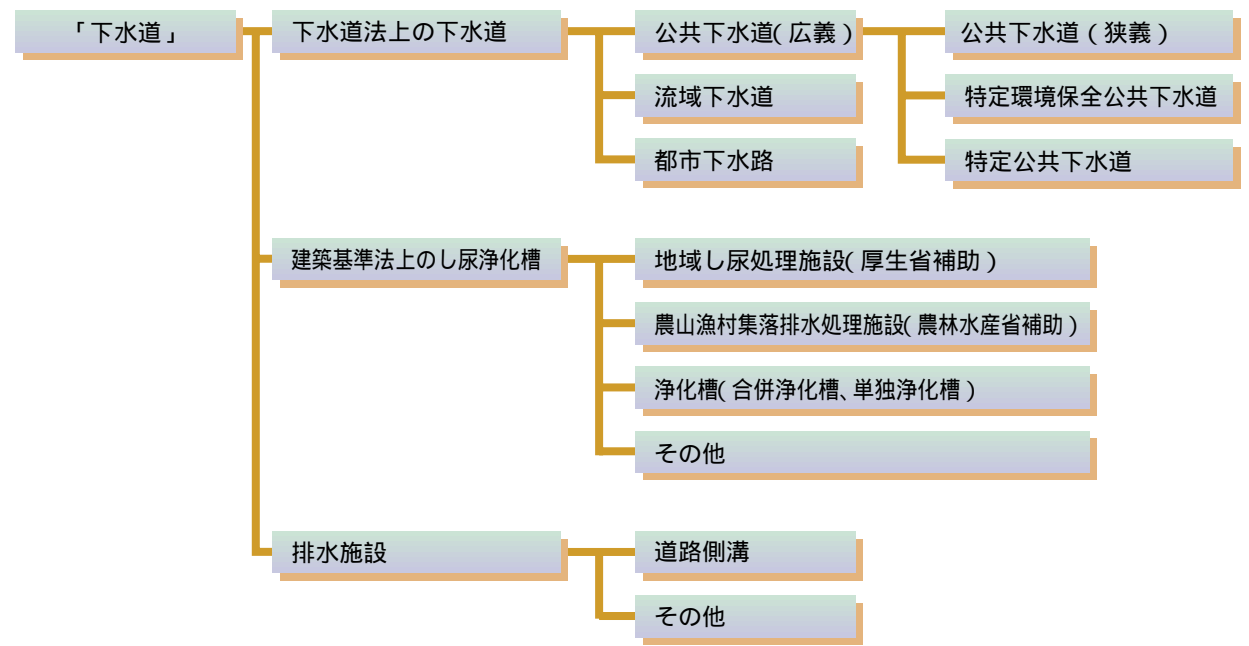 「下水道」
下水道法上の下水道
公共下水道(広義)
公共下水道(狭義)
流域下水道
特定環境保全公共下水道
都市下水路
特定公共下水道
建築基準法上のし尿浄化槽
地域し尿処理施設(厚生省補助)
農山漁村集落排水処理施設(農林水産省補助)
浄化槽(合併浄化槽、単独浄化槽)
その他
排水施設
道路側溝
その他